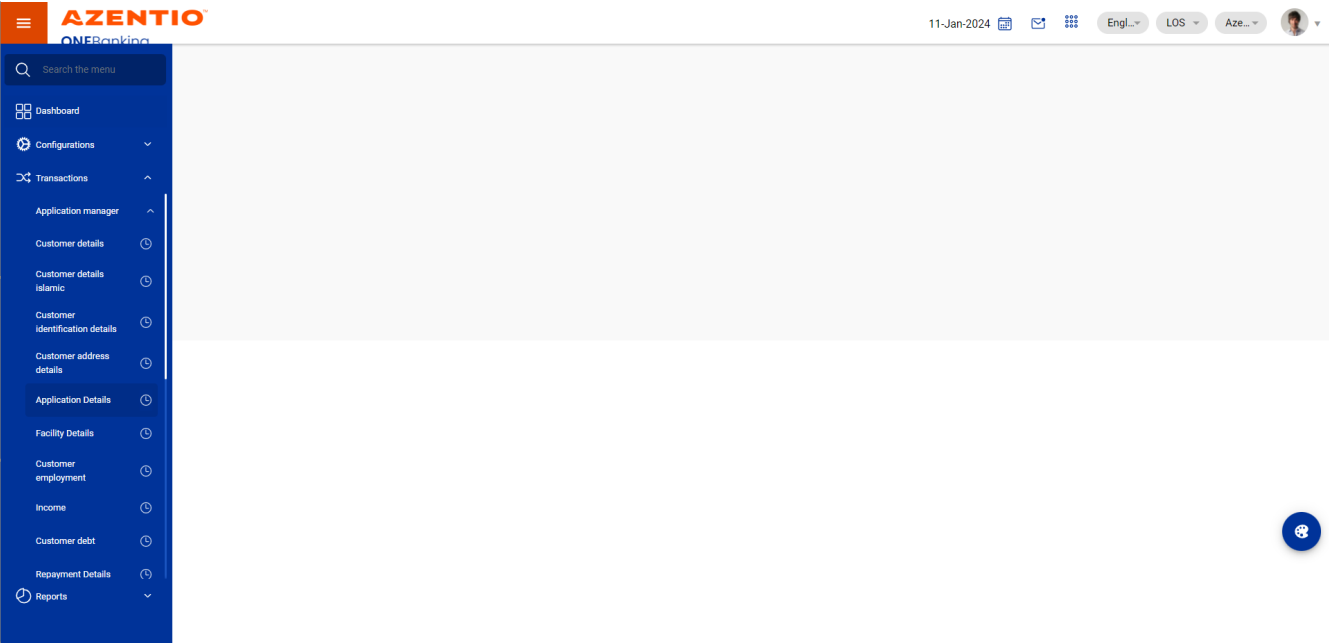 AZENTIO™
ONEBanking
11-Jan-2024
Engl...
LOS
Aze...
Search the menu
Dashboard
Configurations
Transactions
Application manager
Customer details
Customer details
islamic
Customer
identification details
Customer address
details
Application Details
Facility Details
Customer
employment
Income
Customer debt
Repayment Details
Reports